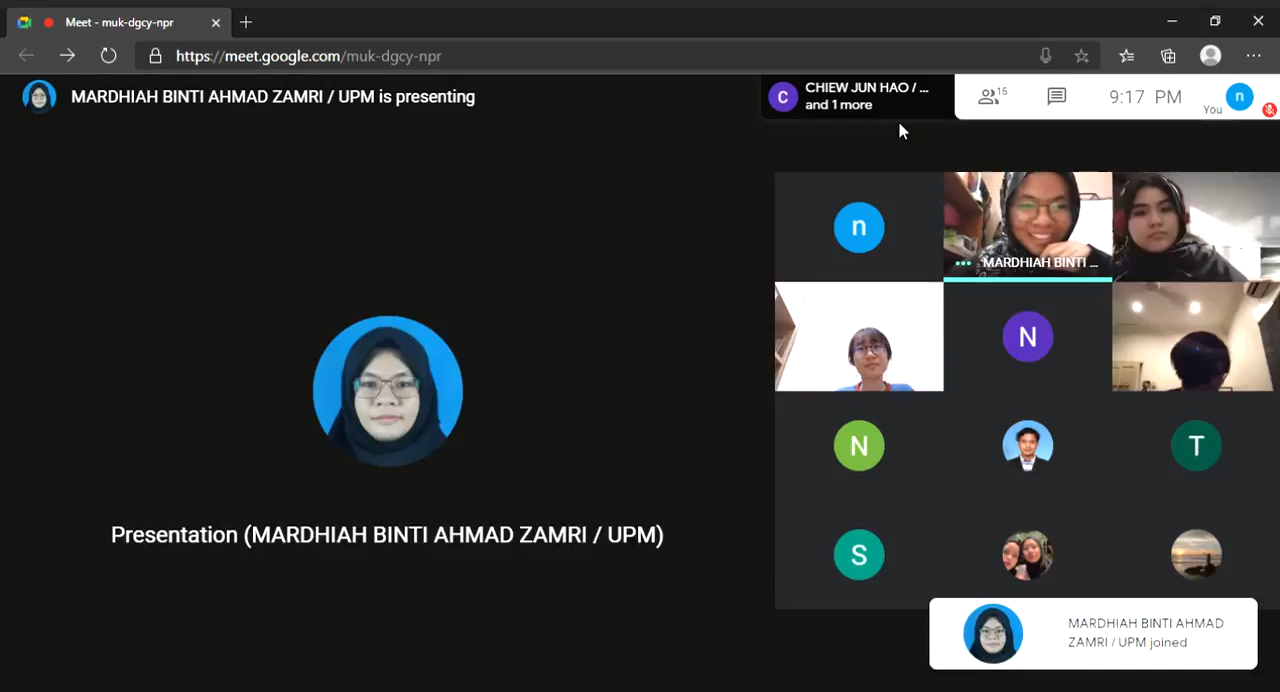 Meet - muk-dgcy-npr
https://meet.google.com/muk-dgcy-npr
MARDHIAH BINTI AHMAD ZAMRI / UPM is presenting
C
CHIEW JUN HAO / ...
and 1 more
15
9:17 PM
You
n
n
MARDHIAH BINTI ...
N
N
T
S
Presentation (MARDHIAH BINTI AHMAD ZAMRI / UPM)
MARDHIAH BINTI AHMAD
ZAMRI / UPM joined